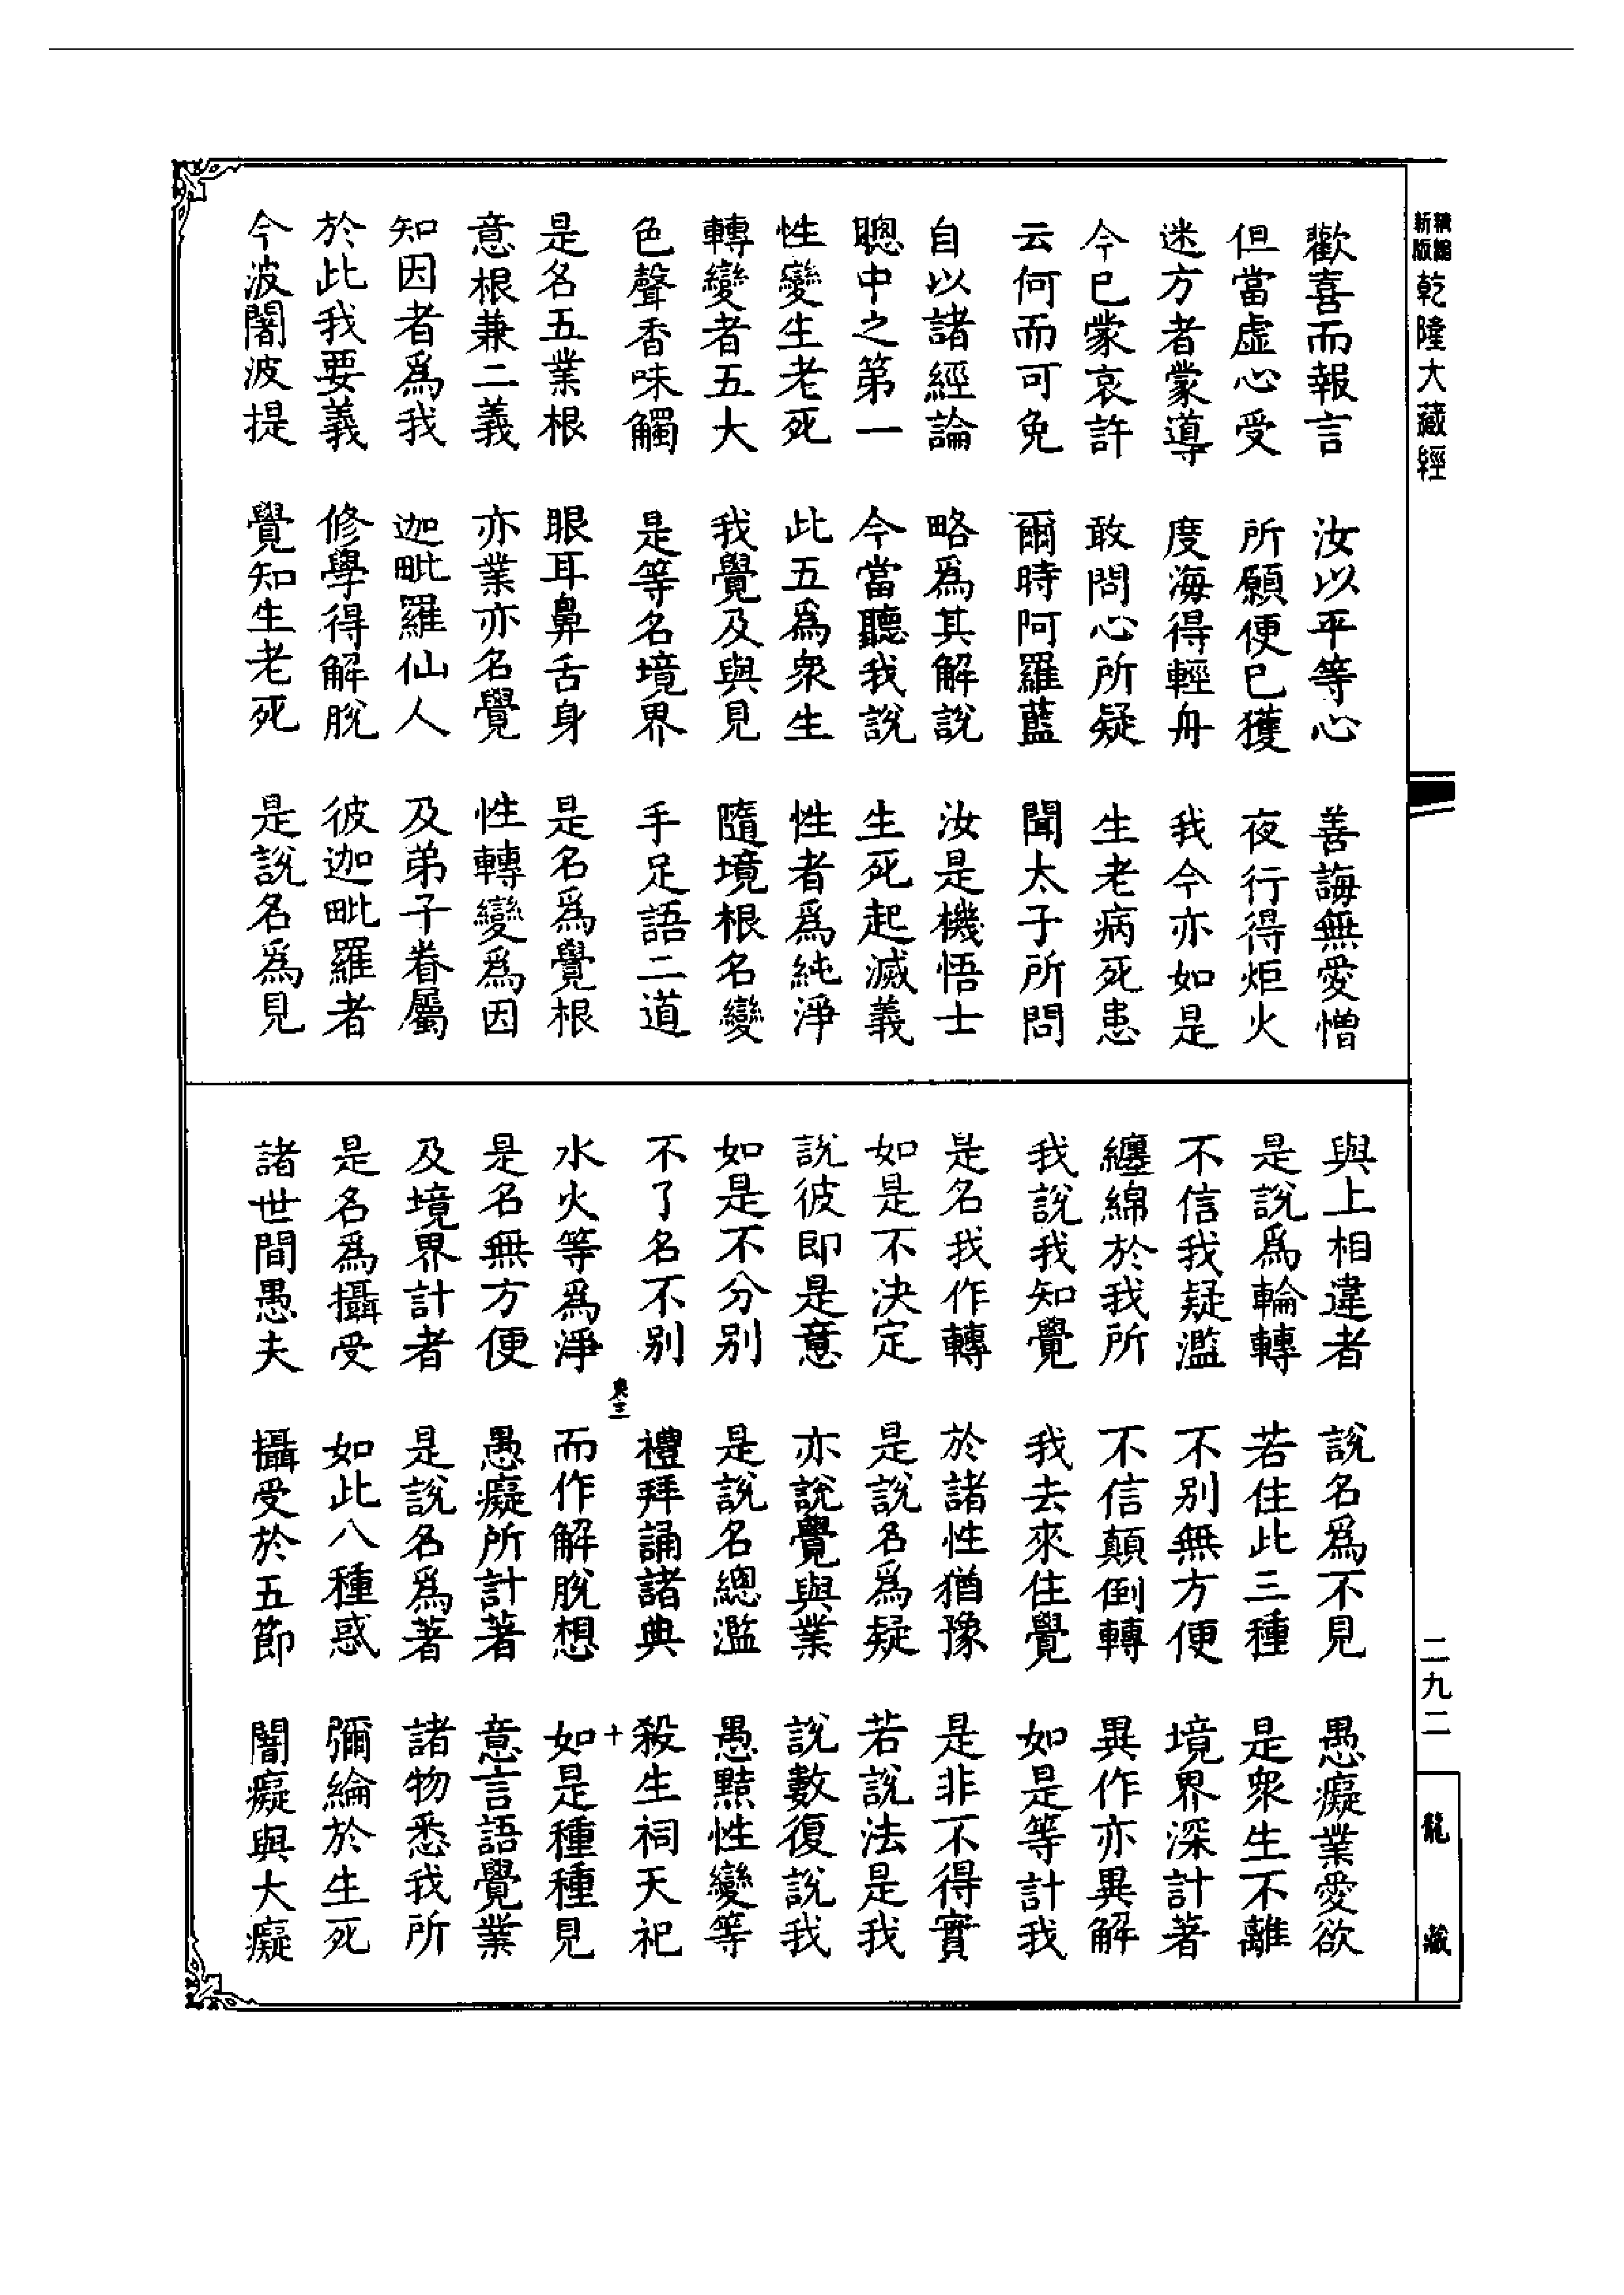 精編新版乾隆大藏經
歡喜而報言 汝以平等心 善誨無愛憎
但當虛心受 所願便已獲 夜行得炬火
迷方者蒙導 度海得輕舟 我今亦如是
今已蒙哀許 敢問心所疑 生老病死患
云何而可免 爾時阿羅藍 聞太子所問
自以諸經論 略爲其解說 汝是機悟士
聰中之第一 今當聽我說 生死起滅義
性變生老死 此五爲衆生 性者爲純淨
轉變者五大 我覺及與見 隨境根名變
色聲香味觸 是等名境界 手足語二道
是名五業根 眼耳鼻舌身 是名爲覺根
意根兼二義 亦業亦名覺 性轉變爲因
知因者爲我 迦毗羅仙人 及弟子眷屬
於此我要義 修學得解脫 彼迦毗羅者
今波闍波提 覺知生老死 是說名爲見
與上相違者 說名爲不見 愚癡業愛欲
是說爲輪轉 若住此三種 是衆生不離
不信我疑濫 不別無方便 境界深計著
纏綿於我所 不信顛倒轉 異作亦異解
我說我知覺 我去來住覺 如是等計我
是名我作轉 於諸性猶豫 是非不得實
如是不決定 是說名爲疑 若說法是我
說彼即是意 亦說覺與業 說數復說我
如是不分別 是說名總濫 愚黠性變等
不了名不別 禮拜誦諸典 殺生祠天祀
十
水火等爲淨 而作解脫想 如是種種見
是名無方便 愚癡所計著 意言語覺業
及境界計者 是說名爲著 諸物悉我所
是名爲攝受 如此八種惑 彌綸於生死
諸世間愚夫 攝受於五節 闇癡與大癡
二九二
龍藏